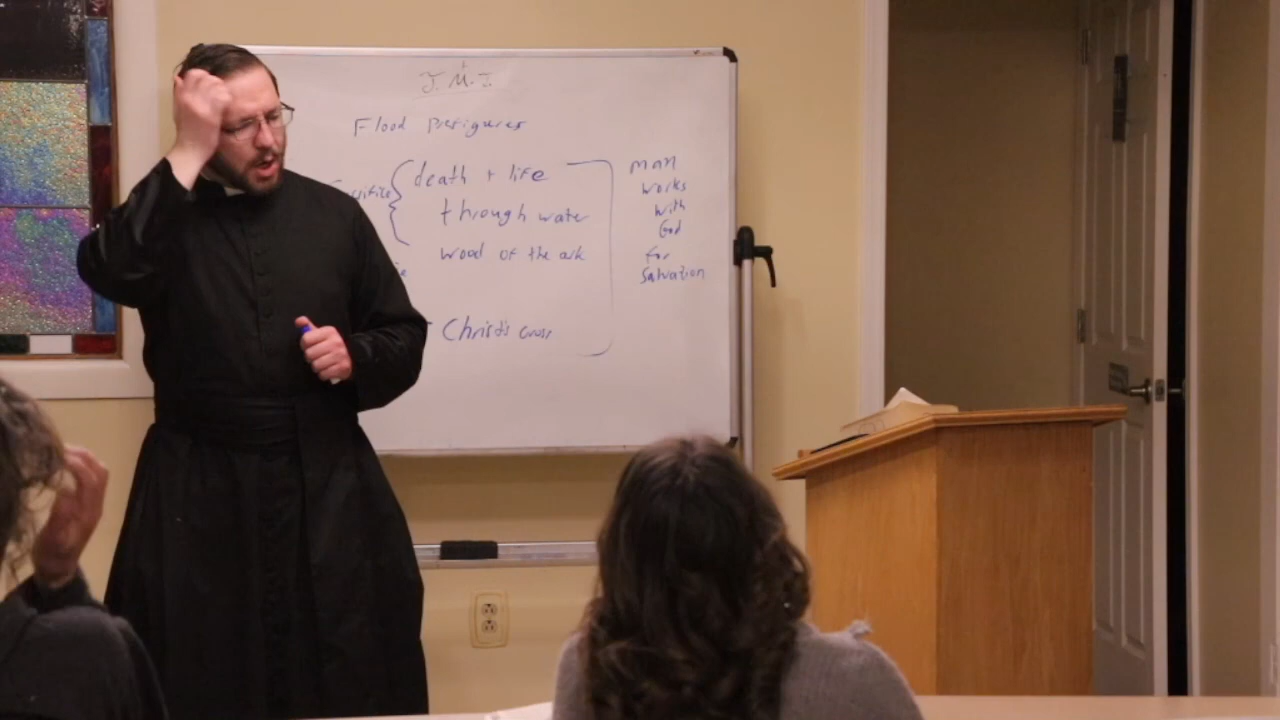 J. M. J.
Flood Prefigures
death + life
through water
wood of the ark
Christ's cross
man
works
with
God
for
Salvation